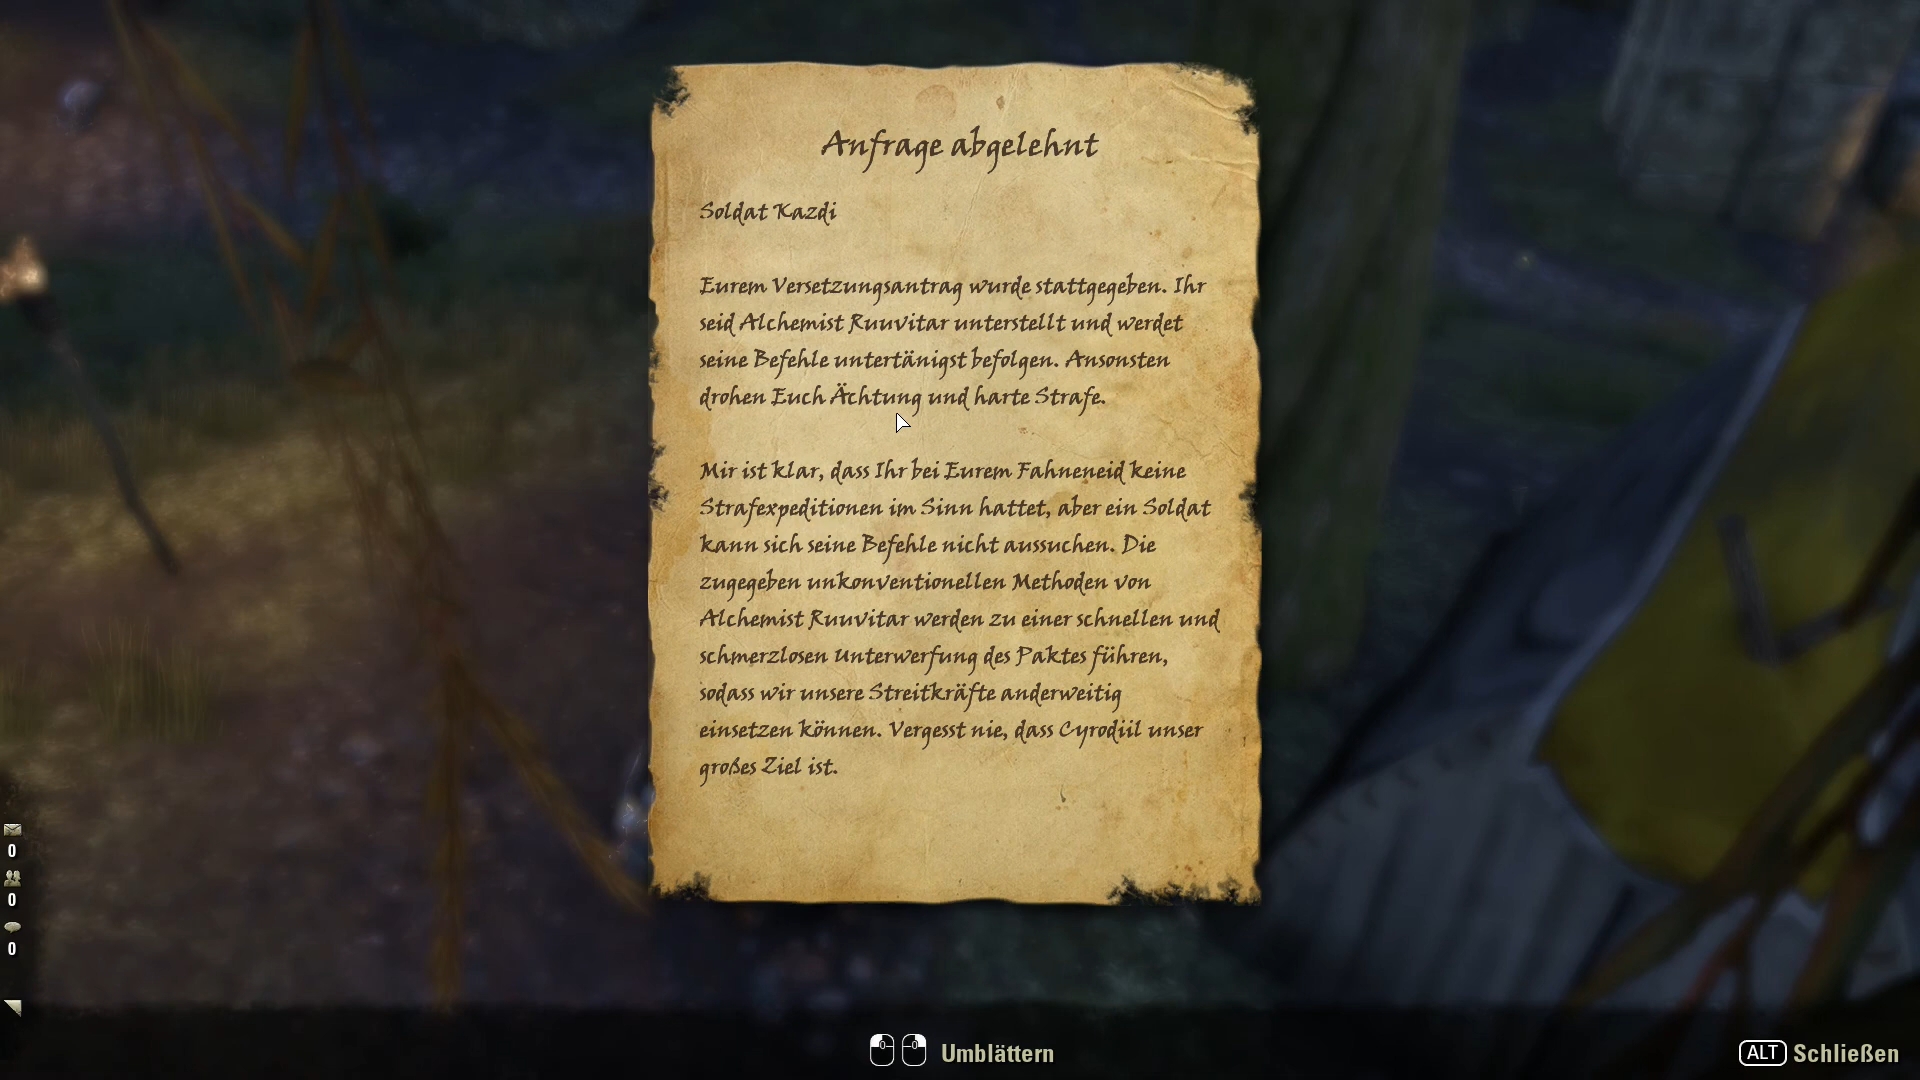 Anfrage abgelehnt
Soldat Kazdi
Eurem Versetzungsantrag wurde stattgegeben. Ihr
seid Alchemist Ruuvitar unterstellt und werdet
seine Befehle untertänigst befolgen. Ansonsten
drohen Euch Ächtung und harte Strafe.
Mir ist klar, dass Ihr bei Eurem Fahneneid keine
Strafexpeditionen im Sinn hattet, aber ein Soldat
kann sich seine Befehle nicht aussuchen. Die
zugegeben unkonventionellen Methoden von
Alchemist Ruuvitar werden zu einer schnellen und
schmerzlosen Unterwerfung des Paktes führen,
sodass wir unsere Streitkräfte anderweitig
einsetzen können. Vergesst nie, dass Cyrodiil unser
großes Ziel ist.
0
0
0
Umblättern
ALT Schließen